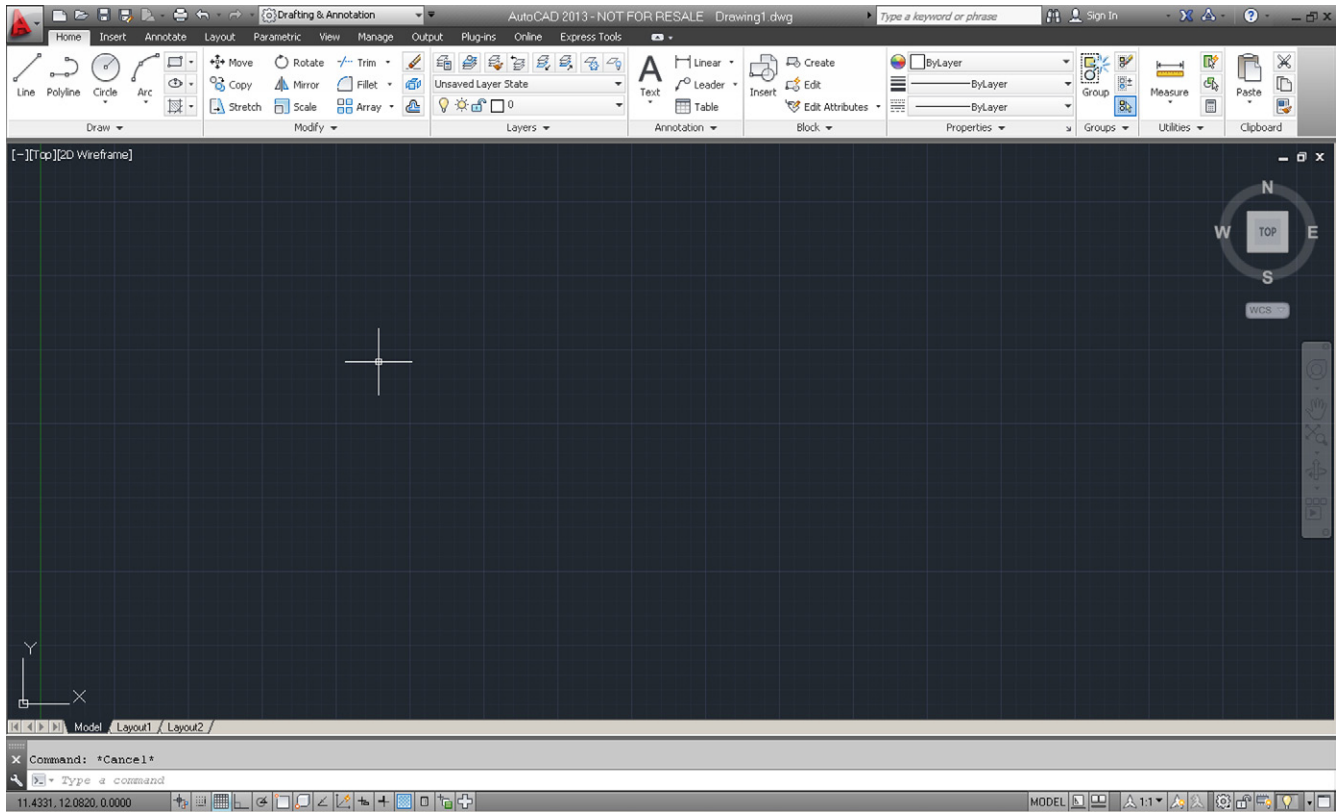 Drafting & Annotation AutoCAD 2013 - NOT FOR RESALE Drawing1.dwg Type a keyword or phrase Sign In
Home Insert Annotate Layout Parametric View Manage Output Plug-ins Online Express Tools
Move Rotate Trim Linear Create ByLayer
Line Polyline Circle Arc Copy Mirror Fillet Unsaved Layer State Text Leader Insert Edit ByLayer Group Measure Paste
Stretch Scale Array 0 Table Edit Attributes ByLayer
Draw Modify Layers Annotation Block Properties Groups Utilities Clipboard
[-][Top][2D Wireframe]
N
W TOP E
S
WCS
Y
X
Model Layout1 Layout2
Command: *Cancel*
Type a command
11.4331, 12.0820, 0.0000 MODEL 1:1